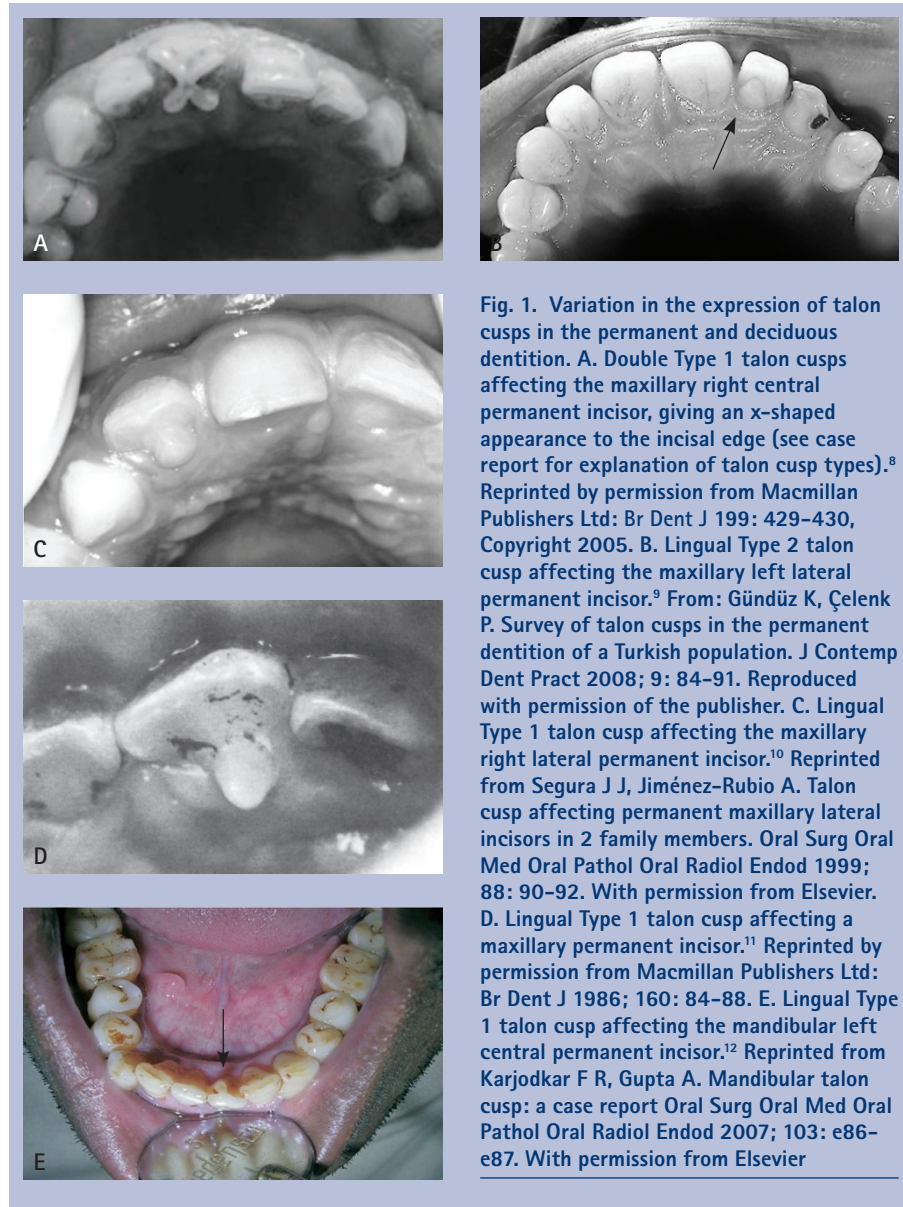 A
B
Fig. 1. Variation in the expression of talon
cusps in the permanent and deciduous
dentition. A. Double Type 1 talon cusps
affecting the maxillary right central
permanent incisor, giving an x-shaped
appearance to the incisal edge (see case
report for explanation of talon cusp types).8
Reprinted by permission from Macmillan
Publishers Ltd: Br Dent J 199: 429–430,
Copyright 2005. B. Lingual Type 2 talon
cusp affecting the maxillary left lateral
permanent incisor.9 From: Gündüz K, Çelenk
P. Survey of talon cusps in the permanent
dentition of a Turkish population. J Contemp
Dent Pract 2008; 9: 84–91. Reproduced
with permission of the publisher. C. Lingual
Type 1 talon cusp affecting the maxillary
right lateral permanent incisor.10 Reprinted
from Segura J J, Jiménez-Rubio A. Talon
cusp affecting permanent maxillary lateral
incisors in 2 family members. Oral Surg Oral
Med Oral Pathol Oral Radiol Endod 1999;
88: 90–92. With permission from Elsevier.
D. Lingual Type 1 talon cusp affecting a
maxillary permanent incisor.11 Reprinted by
permission from Macmillan Publishers Ltd:
Br Dent J 1986; 160: 84–88. E. Lingual Type
1 talon cusp affecting the mandibular left
central permanent incisor.12 Reprinted from
Karjodkar F R, Gupta A. Mandibular talon
cusp: a case report Oral Surg Oral Med Oral
Pathol Oral Radiol Endod 2007; 103: e86–
e87. With permission from Elsevier
C
D
E